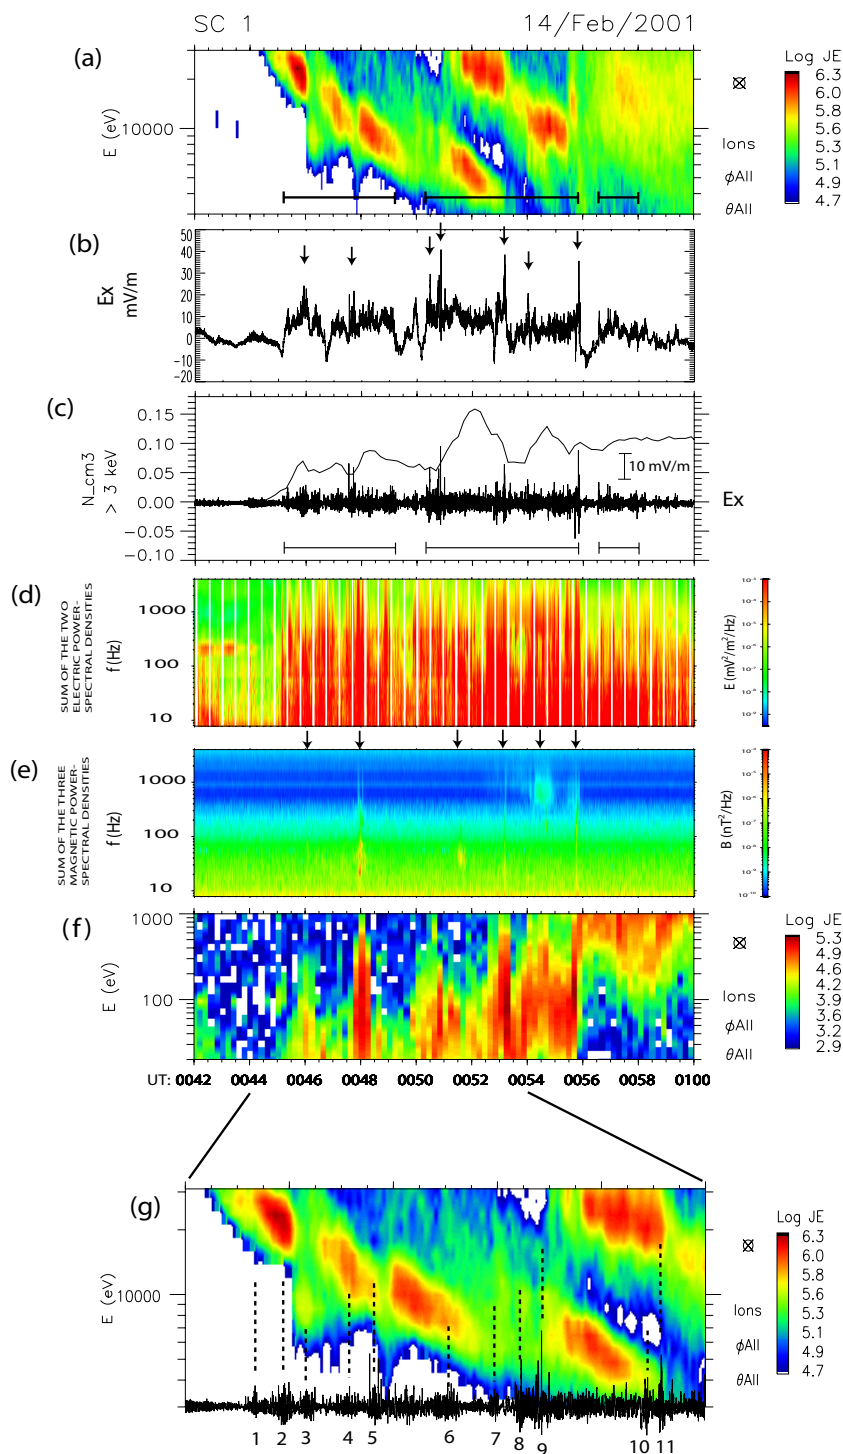 SC 1 14/Feb/2001
(a)
E (eV)
10000
Log JE
6.3
6.0
5.8
5.6
5.3
5.1
4.9
4.7
Ions
ϕAll
θAll
(b)
Ex
mV/m
50
40
30
20
10
0
-10
-20
(c)
N_cm3
> 3 keV
0.15
0.10
0.05
0.00
-0.05
-0.10
10 mV/m
Ex
(d)
SUM OF THE TWO
ELECTRIC POWER-
SPECTRAL DENSITIES
f (Hz)
1000
100
10
E (mV²/m²/Hz)
(e)
SUM OF THE THREE
MAGNETIC POWER-
SPECTRAL DENSITIES
f (Hz)
1000
100
10
B (nT²/Hz)
(f)
E (eV)
1000
100
Log JE
5.3
4.9
4.6
4.2
3.9
3.6
3.2
2.9
Ions
ϕAll
θAll
UT: 0042 0044 0046 0048 0050 0052 0054 0056 0058 0100
(g)
E (eV)
10000
Log JE
6.3
6.0
5.8
5.6
5.3
5.1
4.9
4.7
Ions
ϕAll
θAll
1 2 3 4 5 6 7 8 9 10 11